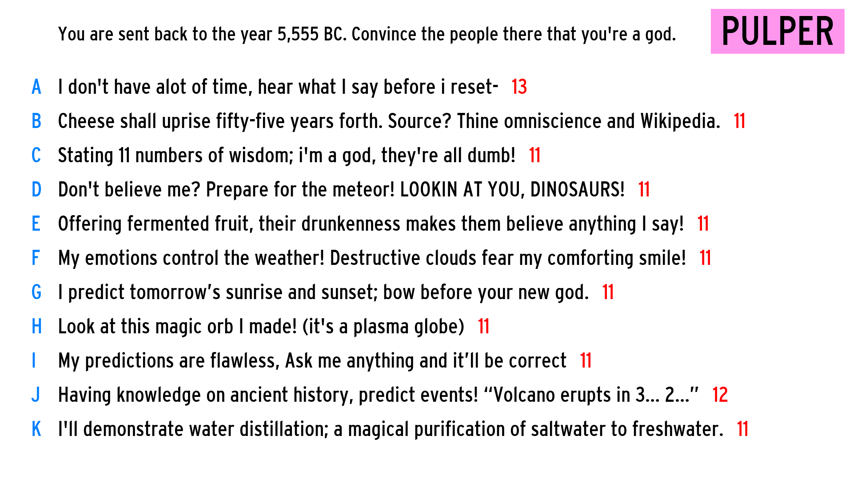 You are sent back to the year 5,555 BC. Convince the people there that you're a god.
PULPER
A I don't have alot of time, hear what I say before i reset- 13
B Cheese shall uprise fifty-five years forth. Source? Thine omniscience and Wikipedia. 11
C Stating 11 numbers of wisdom; i'm a god, they're all dumb! 11
D Don't believe me? Prepare for the meteor! LOOKIN AT YOU, DINOSAURS! 11
E Offering fermented fruit, their drunkenness makes them believe anything I say! 11
F My emotions control the weather! Destructive clouds fear my comforting smile! 11
G I predict tomorrow’s sunrise and sunset; bow before your new god. 11
H Look at this magic orb I made! (it's a plasma globe) 11
I My predictions are flawless, Ask me anything and it’ll be correct 11
J Having knowledge on ancient history, predict events! “Volcano erupts in 3... 2...” 12
K I'll demonstrate water distillation; a magical purification of saltwater to freshwater. 11